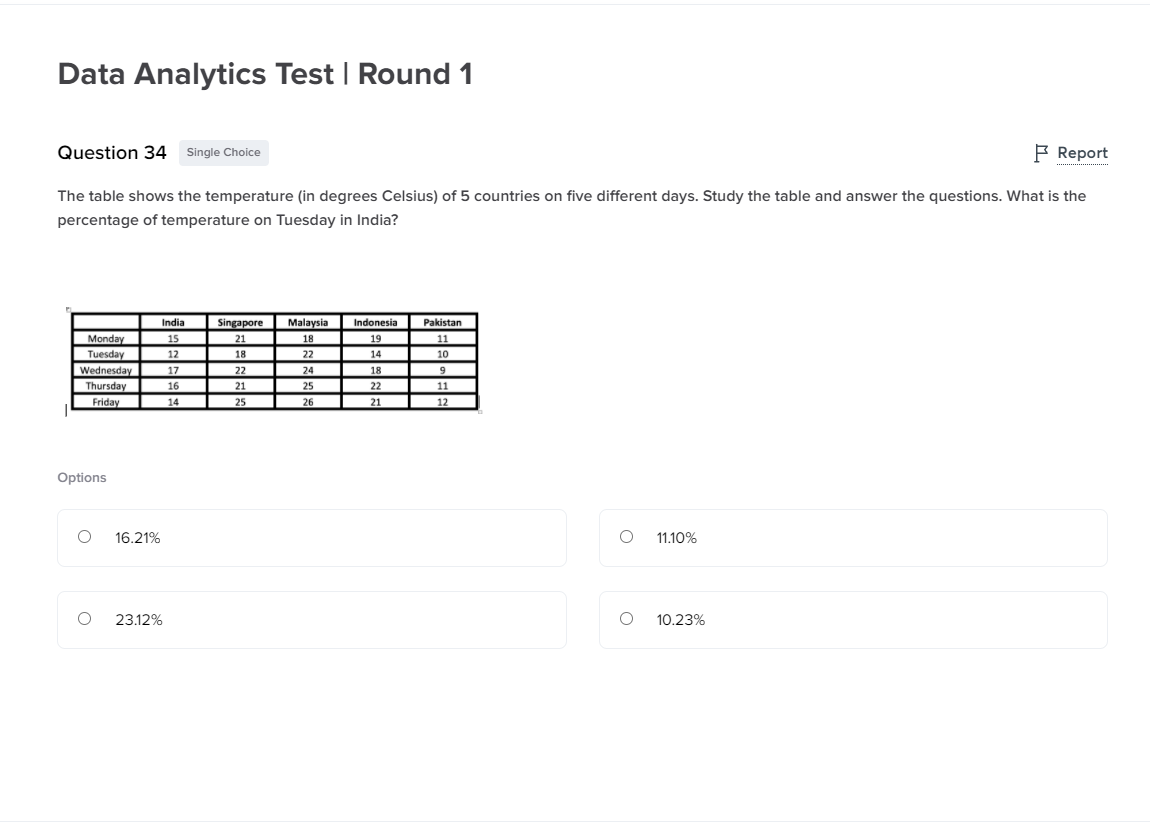 Data Analytics Test | Round 1
Question 34 Single Choice Report
The table shows the temperature (in degrees Celsius) of 5 countries on five different days. Study the table and answer the questions. What is the
percentage of temperature on Tuesday in India?
India Singapore Malaysia Indonesia Pakistan
Monday 15 21 18 19 11
Tuesday 12 18 22 14 10
Wednesday 17 22 24 18 9
Thursday 16 21 25 22 11
Friday 14 25 26 21 12
Options
16.21% 11.10%
23.12% 10.23%